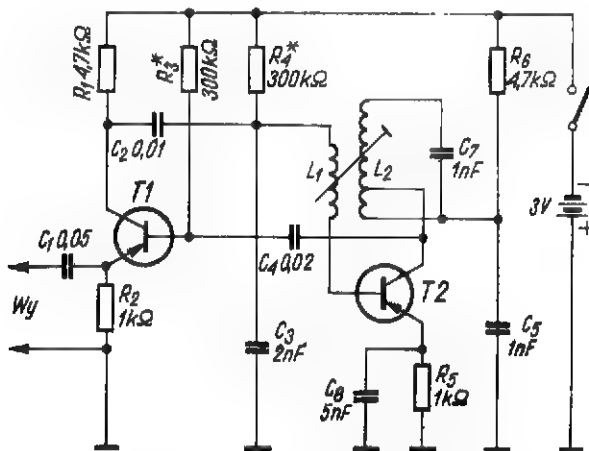 R1 4,7kΩ
R3*
300kΩ
R4*
300kΩ
R6
4,7kΩ
C2 0,01
L1
L2
C7
1nF
3V
−
+
T1
C1 0,05
Wy
R2
1kΩ
C4 0,02
T2
C3
2nF
C5
1nF
C8
5nF
R5
1kΩ